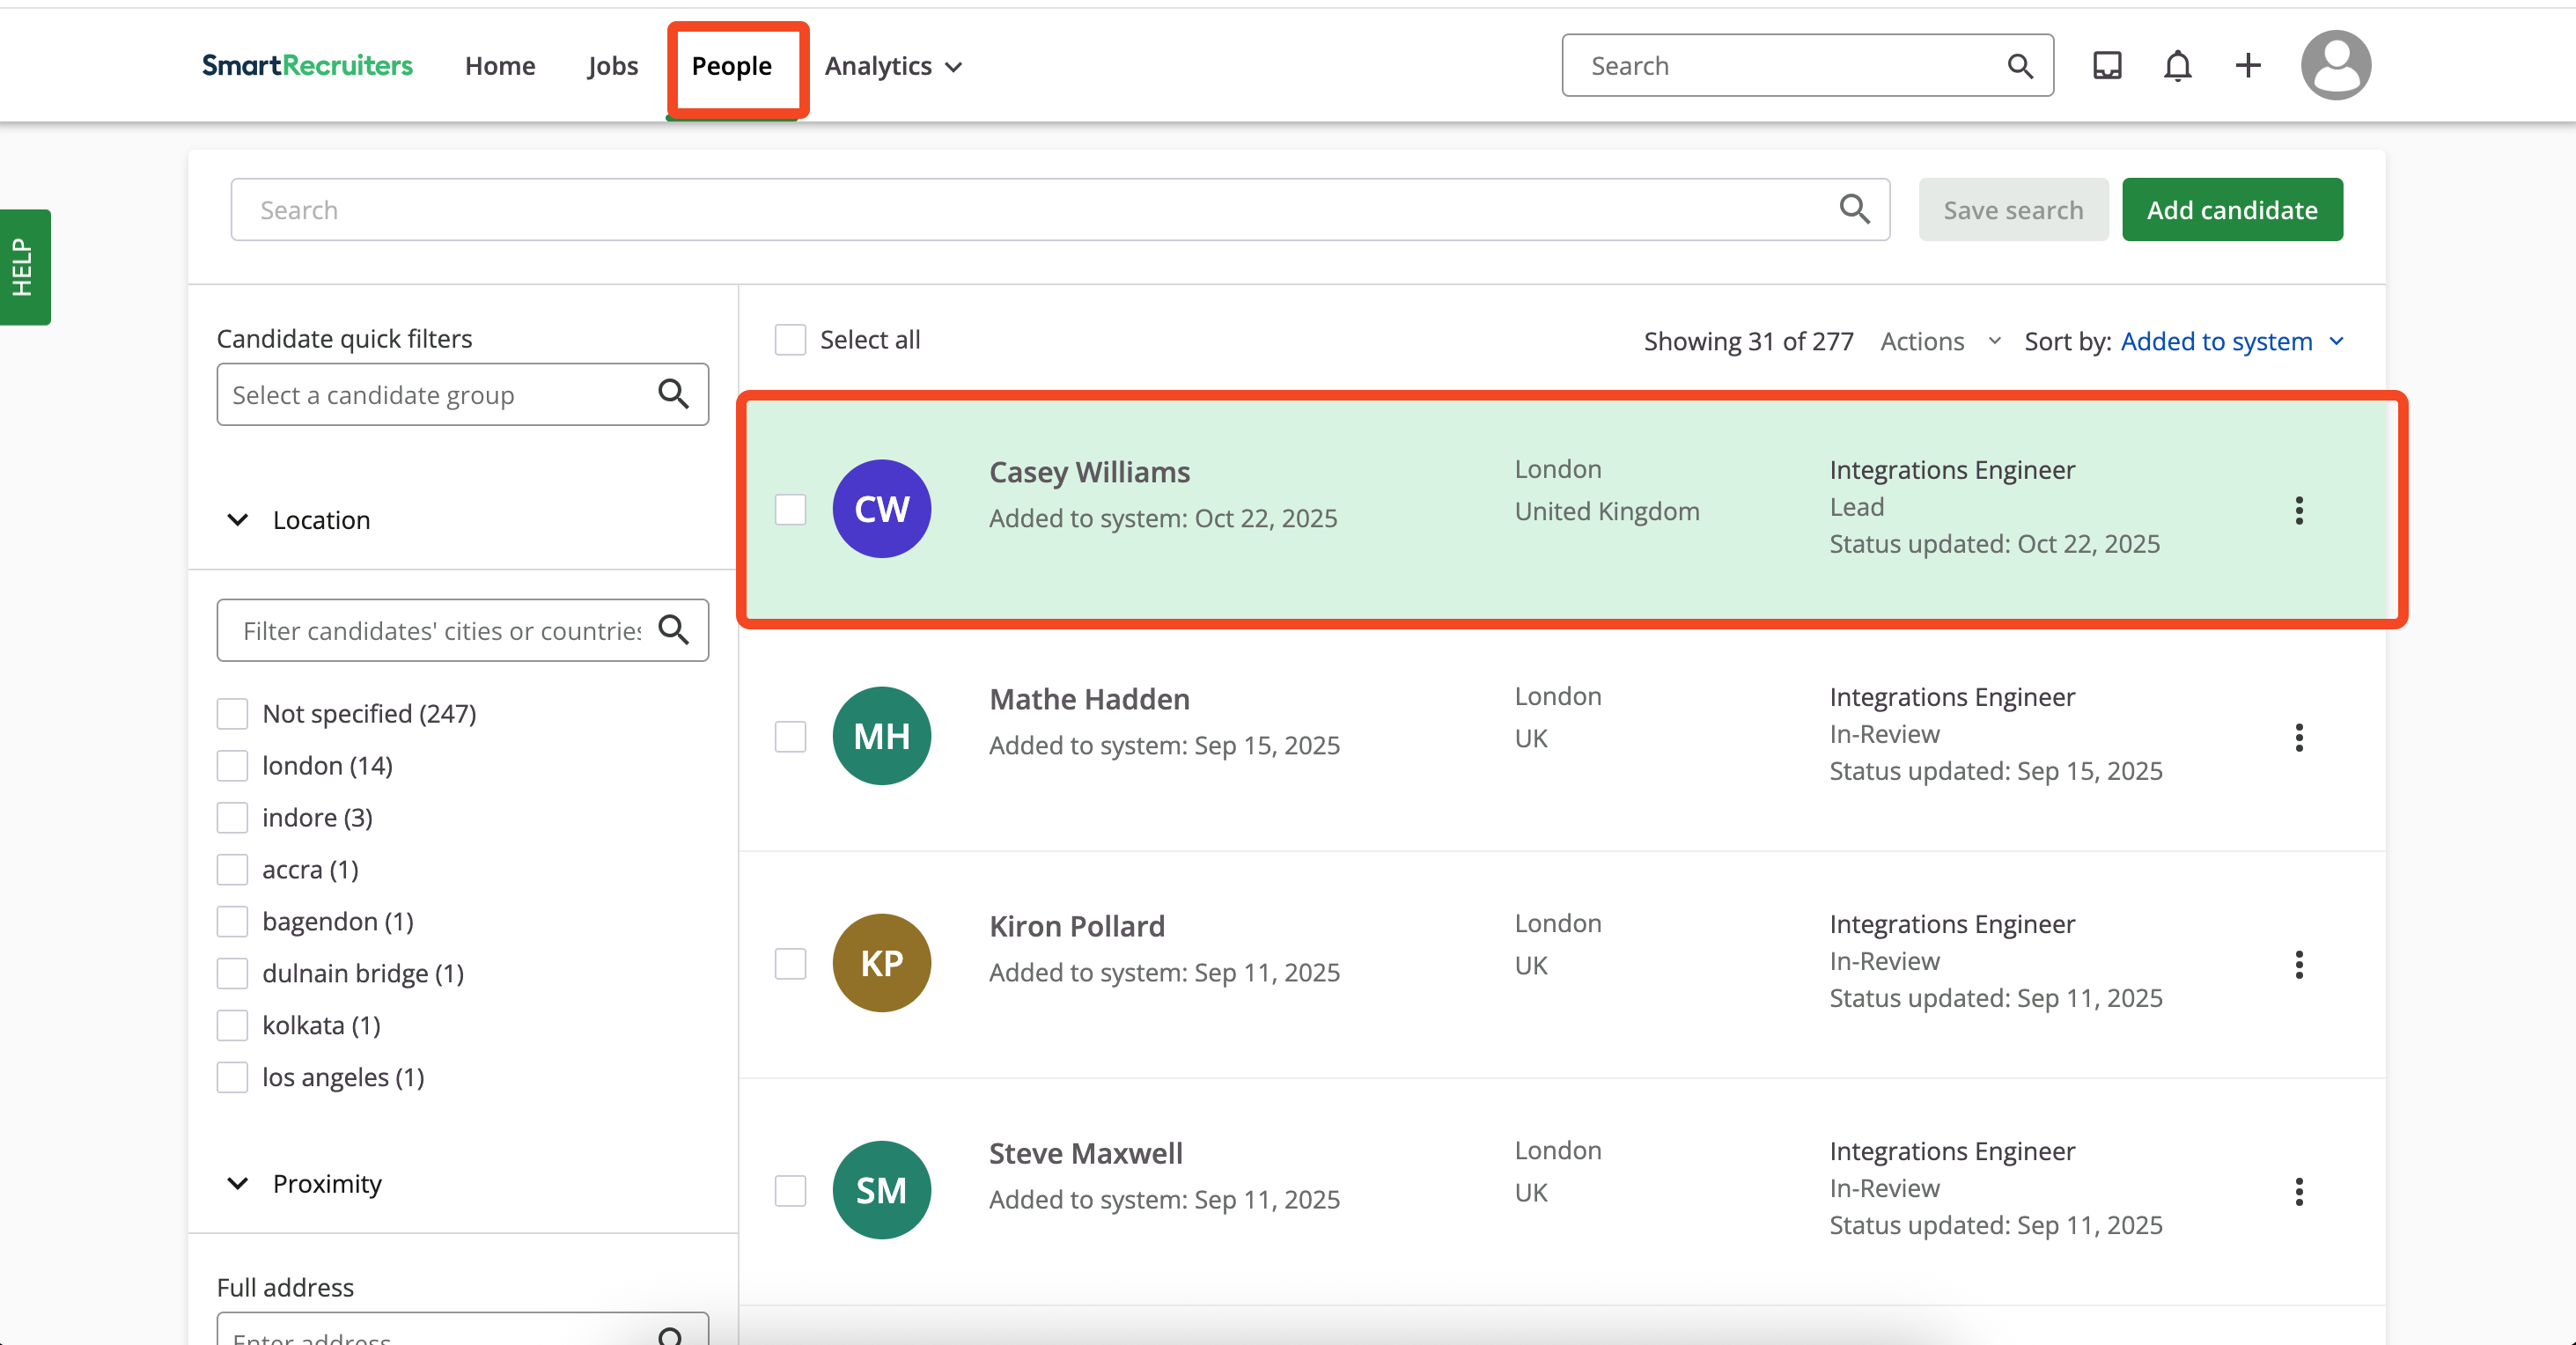 SmartRecruiters Home Jobs People Analytics Search
HELP
Search Save search Add candidate
Candidate quick filters
Select a candidate group
Location
Filter candidates' cities or countries
Not specified (247)
london (14)
indore (3)
accra (1)
bagendon (1)
dulnain bridge (1)
kolkata (1)
los angeles (1)
Proximity
Full address
Enter address
Select all Showing 31 of 277 Actions Sort by: Added to system
CW
Casey Williams
Added to system: Oct 22, 2025
London
United Kingdom
Integrations Engineer
Lead
Status updated: Oct 22, 2025
MH
Mathe Hadden
Added to system: Sep 15, 2025
London
UK
Integrations Engineer
In-Review
Status updated: Sep 15, 2025
KP
Kiron Pollard
Added to system: Sep 11, 2025
London
UK
Integrations Engineer
In-Review
Status updated: Sep 11, 2025
SM
Steve Maxwell
Added to system: Sep 11, 2025
London
UK
Integrations Engineer
In-Review
Status updated: Sep 11, 2025